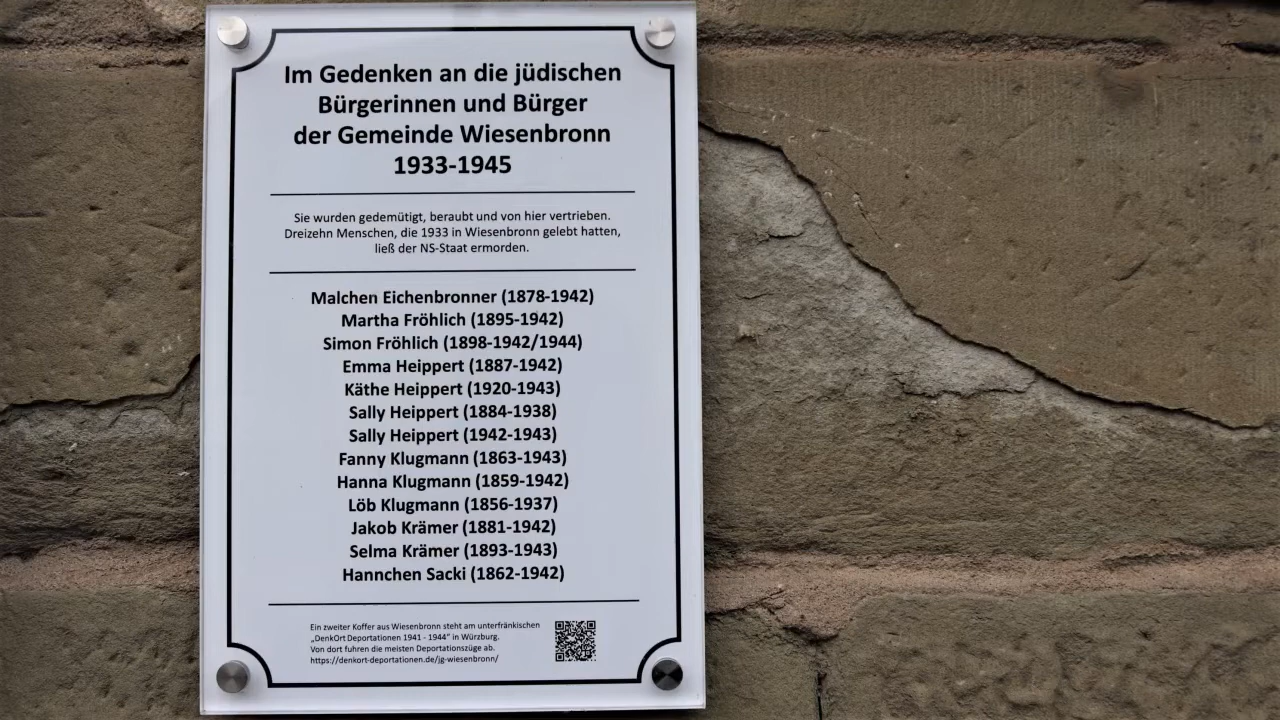 Im Gedenken an die jüdischen
Bürgerinnen und Bürger
der Gemeinde Wiesenbronn
1933-1945
Sie wurden gedemütigt, beraubt und von hier vertrieben.
Dreizehn Menschen, die 1933 in Wiesenbronn gelebt hatten,
ließ der NS-Staat ermorden.
Malchen Eichenbronner (1878-1942)
Martha Fröhlich (1895-1942)
Simon Fröhlich (1898-1942/1944)
Emma Heippert (1887-1942)
Käthe Heippert (1920-1943)
Sally Heippert (1884-1938)
Sally Heippert (1942-1943)
Fanny Klugmann (1863-1943)
Hanna Klugmann (1859-1942)
Löb Klugmann (1856-1937)
Jakob Krämer (1881-1942)
Selma Krämer (1893-1943)
Hannchen Sacki (1862-1942)
Ein zweiter Koffer aus Wiesenbronn steht am unterfränkischen
„DenkOrt Deportationen 1941 - 1944" in Würzburg.
Von dort fuhren die meisten Deportationszüge ab.
https://denkort-deportationen.de/jg-wiesenbronn/